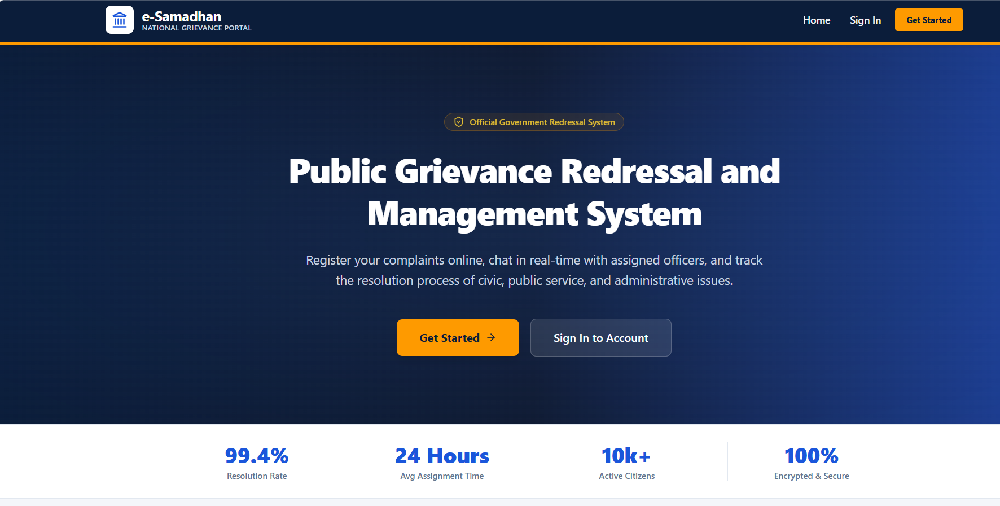 e-Samadhan
NATIONAL GRIEVANCE PORTAL
Home
Sign In
Get Started
Official Government Redressal System
Public Grievance Redressal and
Management System
Register your complaints online, chat in real-time with assigned officers, and track
the resolution process of civic, public service, and administrative issues.
Get Started →
Sign In to Account
99.4%
Resolution Rate
24 Hours
Avg Assignment Time
10k+
Active Citizens
100%
Encrypted & Secure